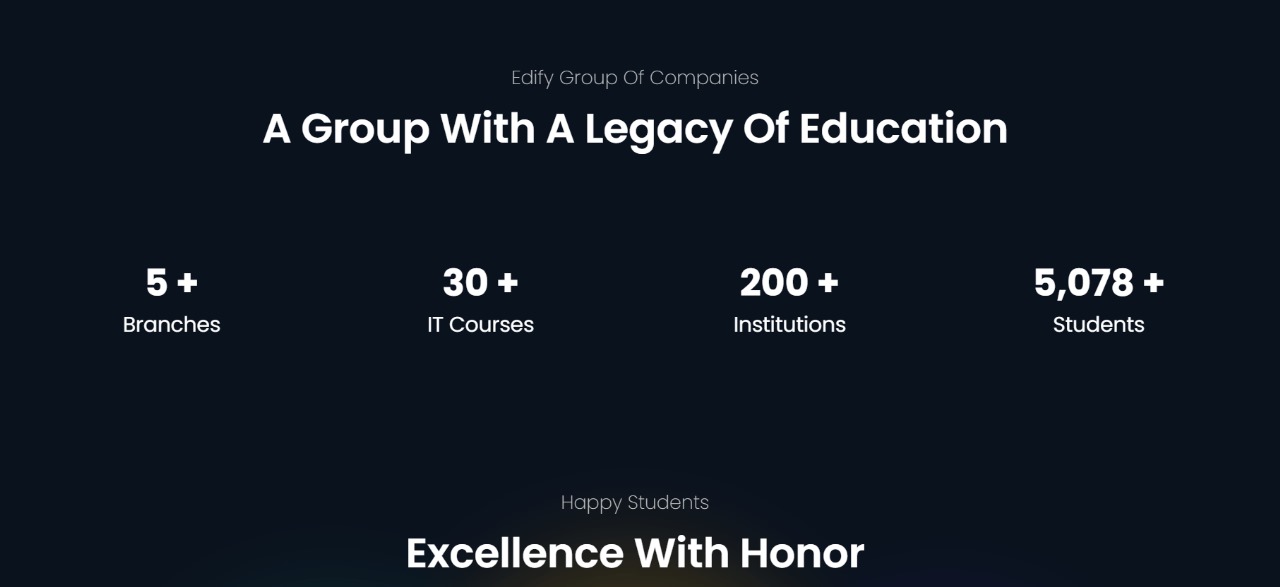 Edify Group Of Companies
A Group With A Legacy Of Education
5 +
30 +
200 +
5,078 +
Branches
IT Courses
Institutions
Students
Happy Students
Excellence With Honor